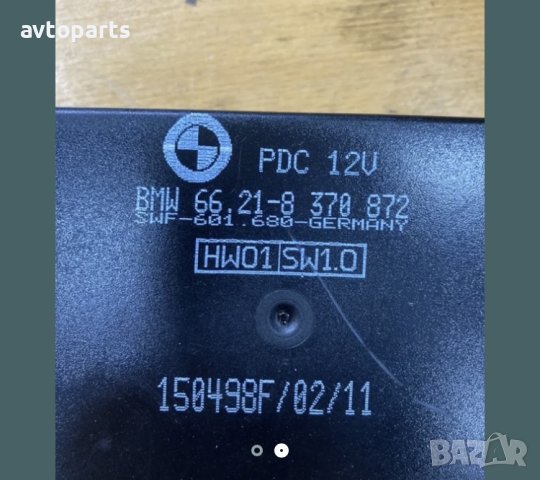 avtoparts
PDC 12V
BMW 66.21-8 370 872
SWF-601.680-GERMANY
HW01 SW1.0
150498F/02/11
BAZAR